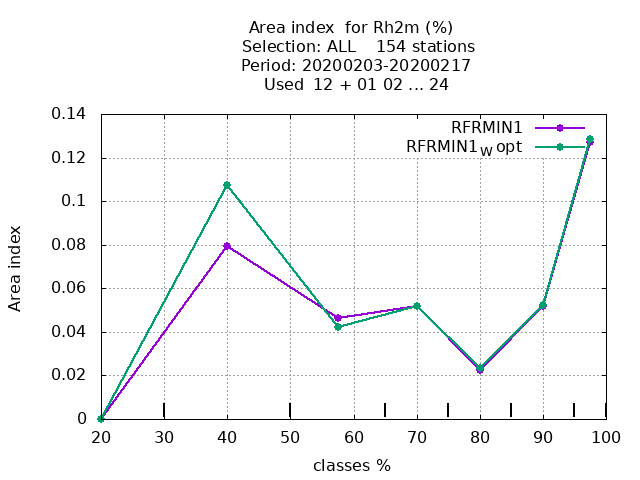 Area index  for Rh2m (%)
Selection: ALL    154 stations
Period: 20200203-20200217
Used  12 + 01 02 ... 24
RFRMIN1
RFRMIN1W opt
0.14
0.12
0.1
0.08
0.06
0.04
0.02
0
Area index
20 30 40 50 60 70 80 90 100
classes %